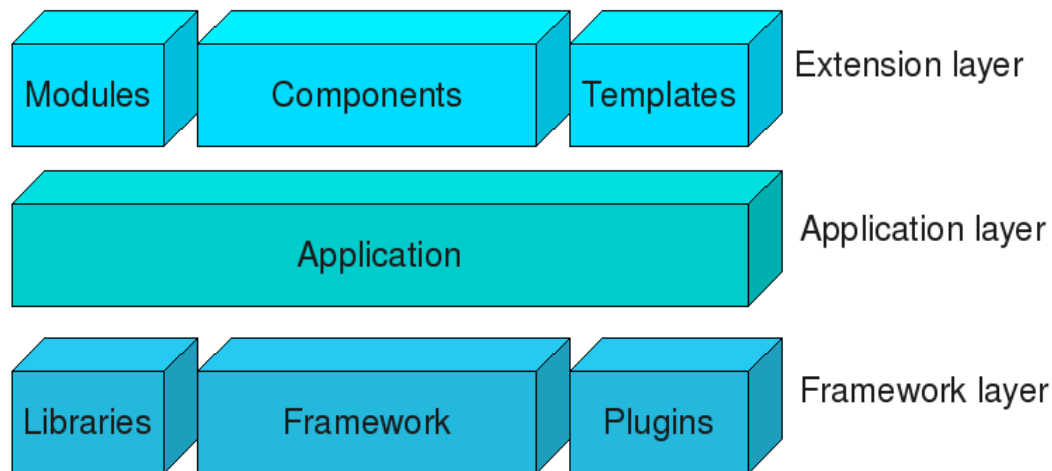 Modules
Components
Templates
Extension layer
Application
Application layer
Libraries
Framework
Plugins
Framework layer